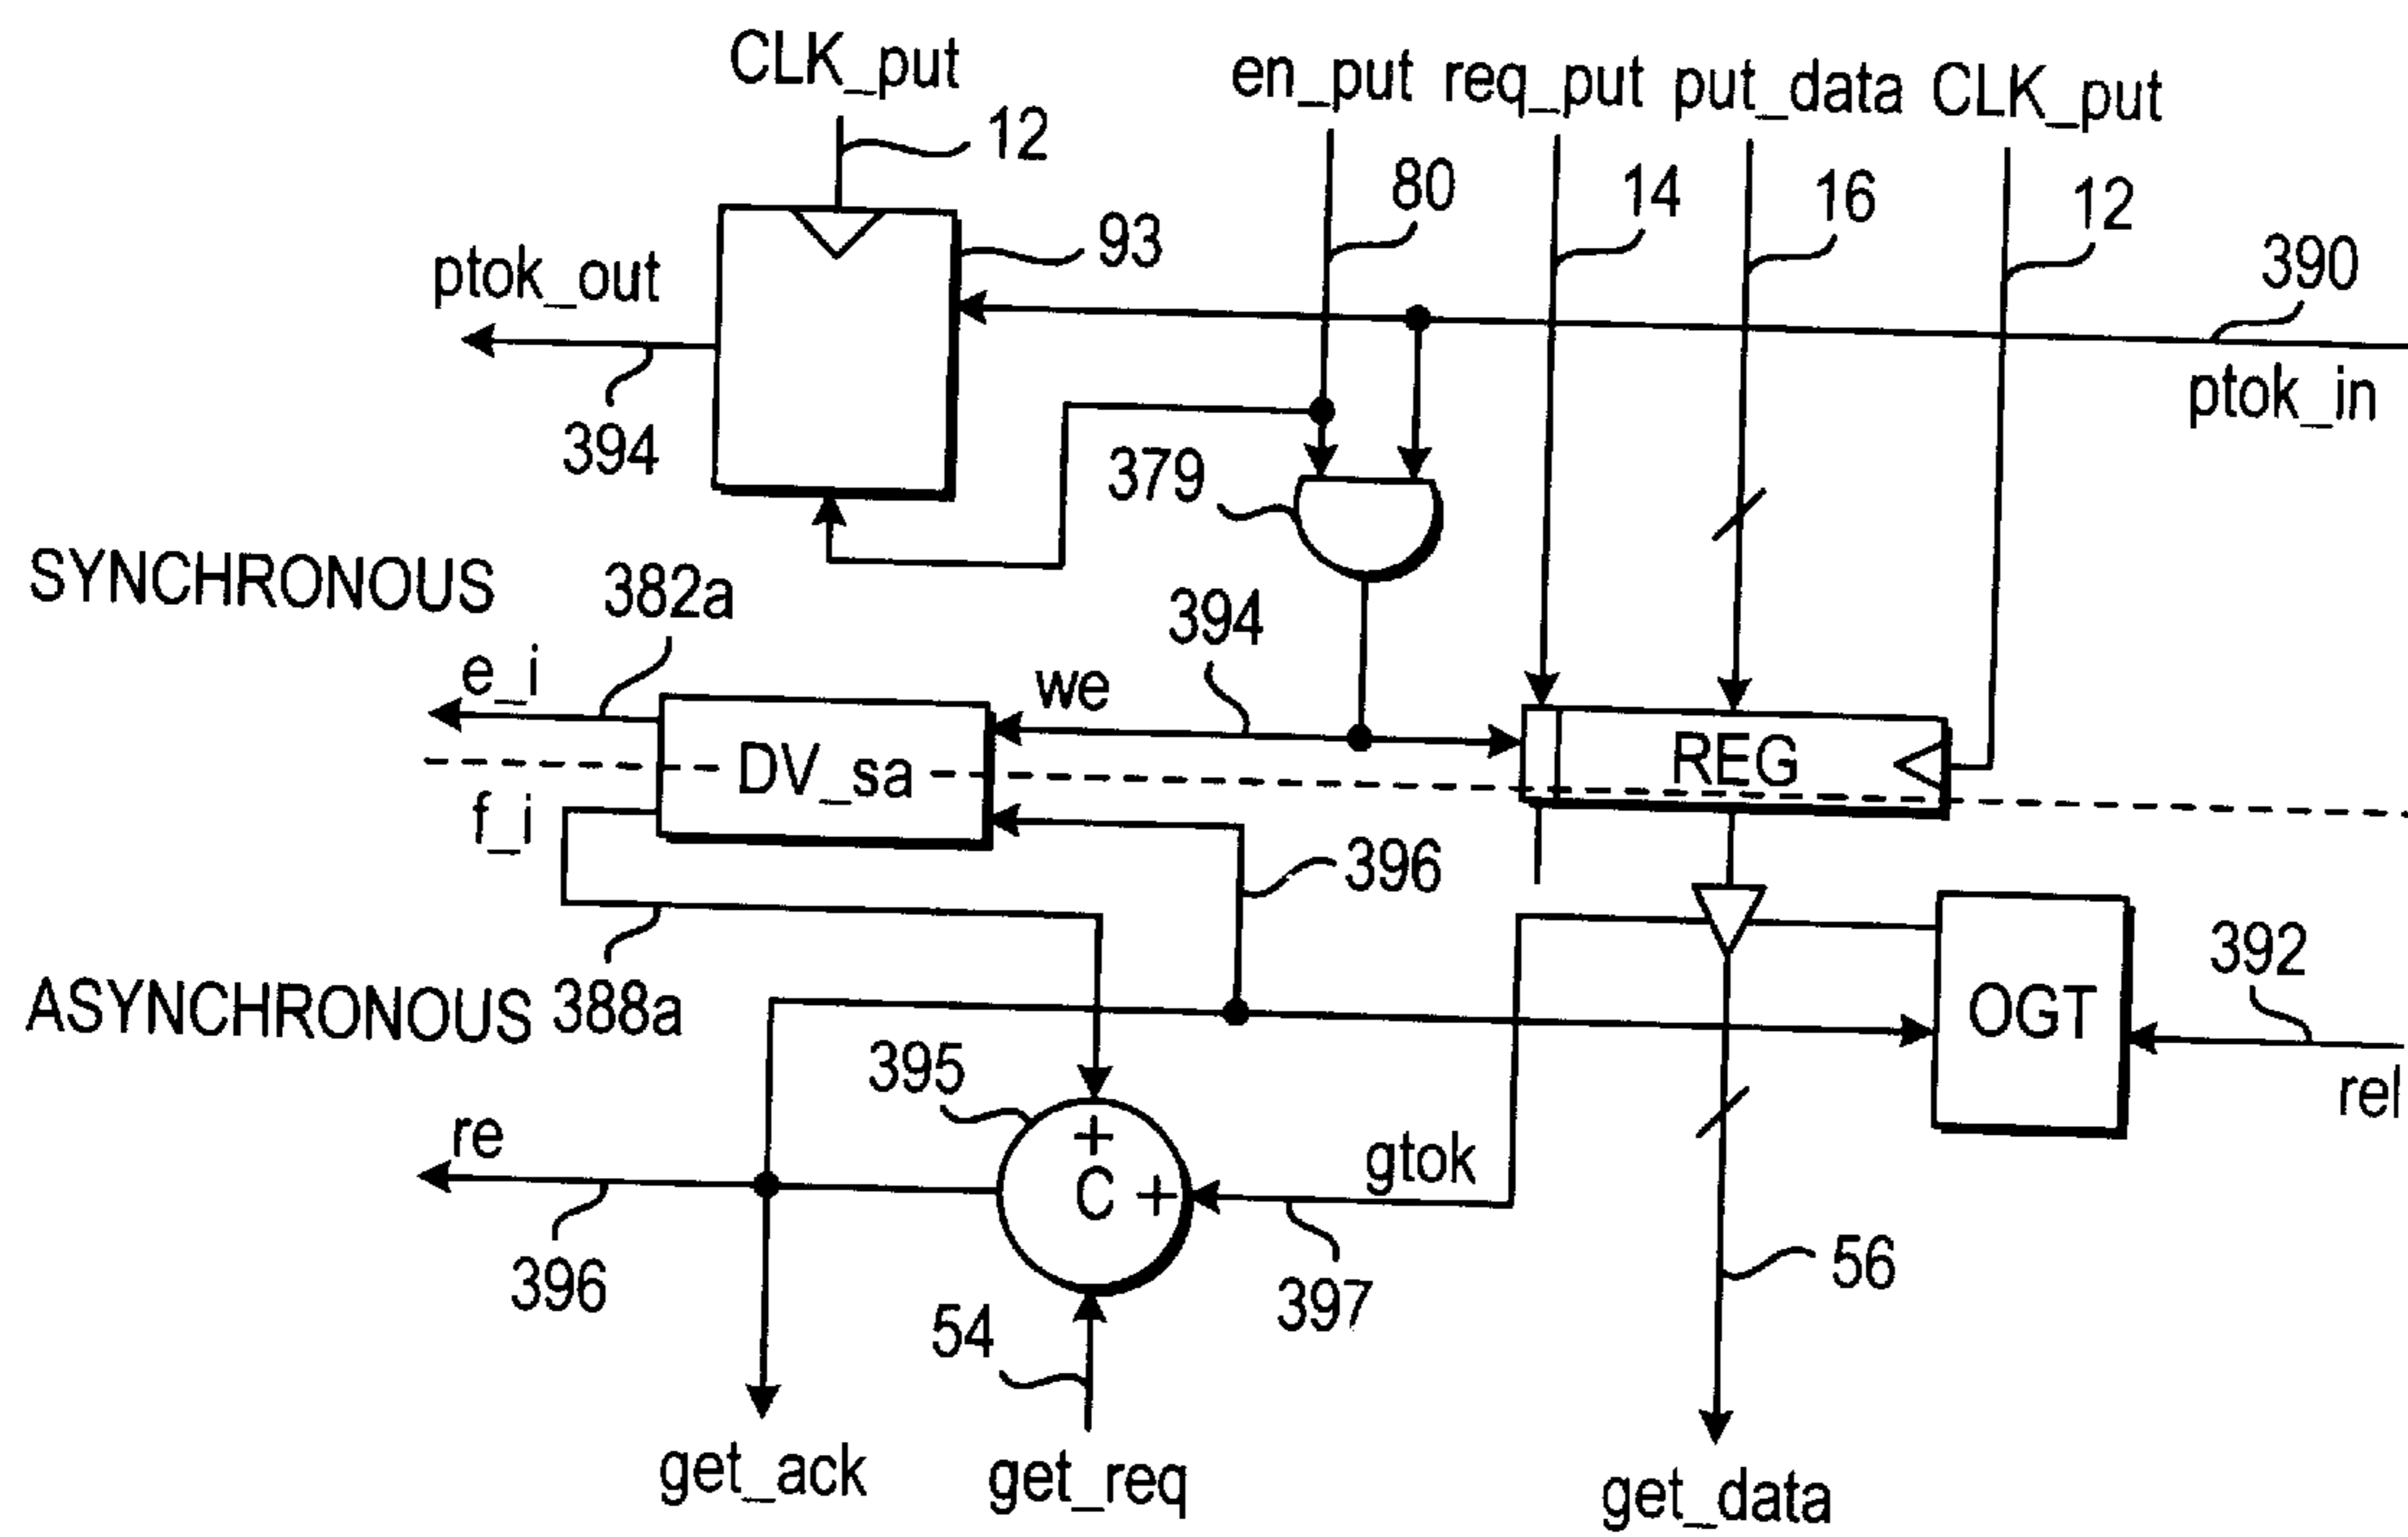 CLK_put
en_put
req_put
put_data
CLK_put
12
80
14
16
12
93
390
ptok_out
ptok_in
394
379
SYNCHRONOUS
382a
394
e_i
we
DV_sa
REG
f_i
396
392
ASYNCHRONOUS
388a
OGT
395
rel
re
+
C
+
gtok
396
54
397
56
get_ack
get_req
get_data